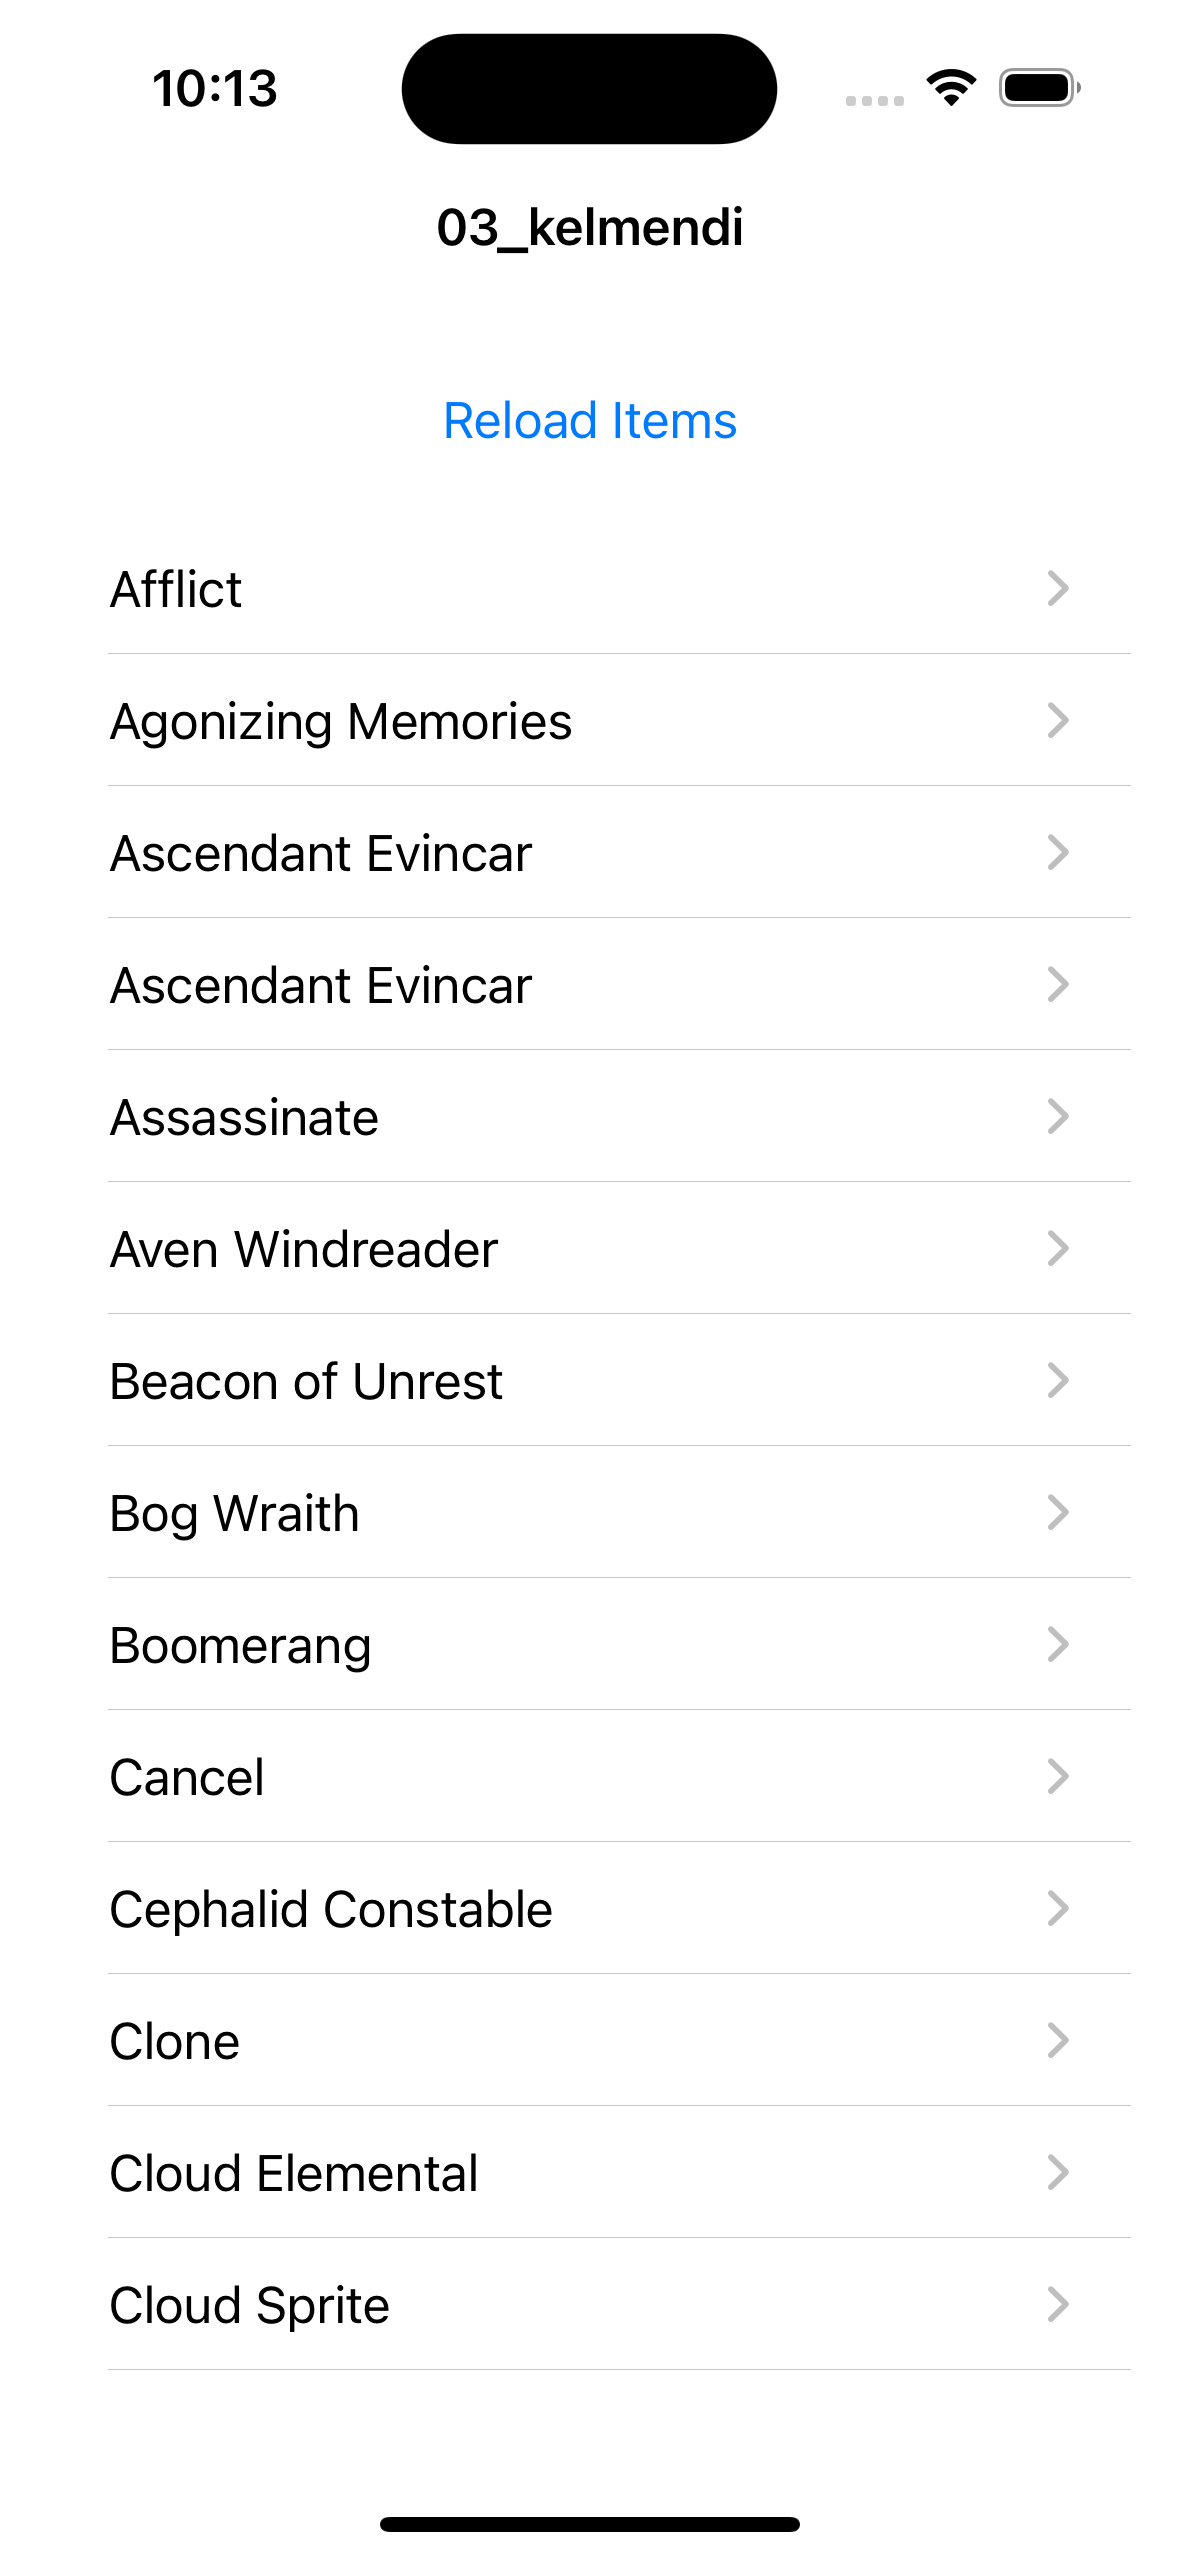 10:13
03_kelmendi
Reload Items
Afflict
Agonizing Memories
Ascendant Evincar
Ascendant Evincar
Assassinate
Aven Windreader
Beacon of Unrest
Bog Wraith
Boomerang
Cancel
Cephalid Constable
Clone
Cloud Elemental
Cloud Sprite